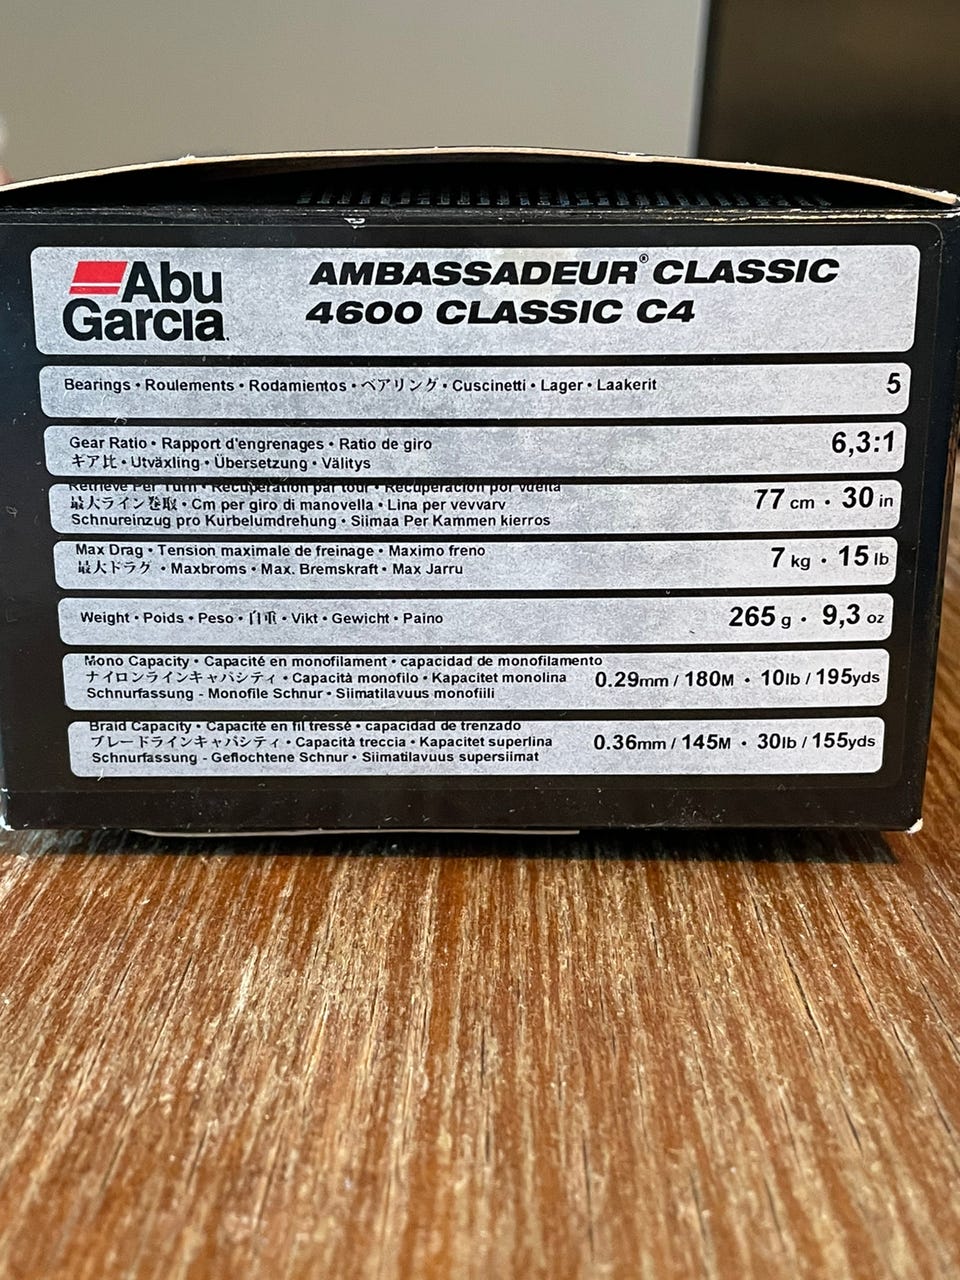 Abu
Garcia
AMBASSADEUR® CLASSIC
4600 CLASSIC C4
Bearings • Roulements • Rodamientos • ベアリング • Cuscinetti • Lager • Laakerit 5
Gear Ratio • Rapport d'engrenages • Ratio de giro
ギア比 • Utväxling • Übersetzung • Välitys 6,3:1
Retrieve Per Turn • Recuperation par tour • Recuperacion por vuelta
最大ライン巻取 • Cm per giro di manovella • Lina per vevvarv
Schnureinzug pro Kurbelumdrehung • Siimaa Per Kammen kierros
77 cm • 30 in
Max Drag • Tension maximale de freinage • Maximo freno
最大ドラグ • Maxbroms • Max. Bremskraft • Max Jarru
7 kg • 15 lb
Weight • Poids • Peso • 自重 • Vikt • Gewicht • Paino 265 g • 9,3 oz
Mono Capacity • Capacité en monofilament • capacidad de monofilamento
ナイロンラインキャパシティ • Capacità monofilo • Kapacitet monolina
Schnurfassung - Monofile Schnur • Siimatilavuus monofiili
0.29mm / 180M • 10lb / 195yds
Braid Capacity • Capacité en fil tressé • capacidad de trenzado
ブレードラインキャパシティ • Capacità treccia • Kapacitet superlina
Schnurfassung - Geflochtene Schnur • Siimatilavuus supersiimat
0.36mm / 145M • 30lb / 155yds